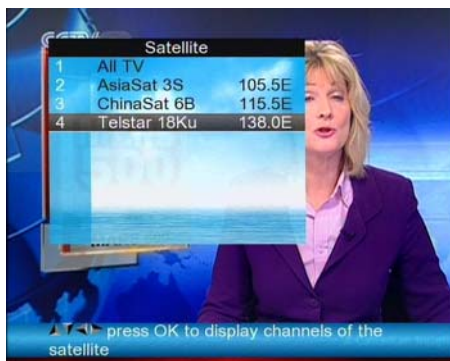 Satellite
1 All TV
2 AsiaSat 3S 105.5E
3 ChinaSat 6B 115.5E
4 Telstar 18Ku 138.0E
press OK to display channels of the
satellite